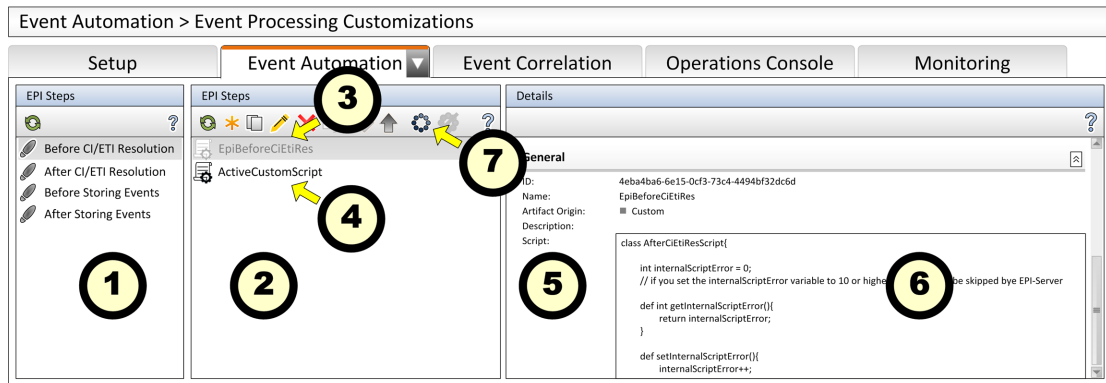 Event Automation > Event Processing Customizations
Setup
Event Automation
Event Correlation
Operations Console
Monitoring
EPI Steps
EPI Steps
Details
?
?
?
3
7
Before CI/ETI Resolution
After CI/ETI Resolution
Before Storing Events
After Storing Events
EpiBeforeCiEtiRes
ActiveCustomScript
4
1
2
General
ID: 4eba4ba6-6e15-0cf3-73c4-4494bf32dc6d
Name: EpiBeforeCiEtiRes
Artifact Origin: Custom
Description:
Script:
5
6
class AfterCiEtiResScript{
int internalScriptError = 0;
// if you set the internalScriptError variable to 10 or highe be skipped bye EPI-Server
def int getInternalScriptError(){
return internalScriptError;
}
def setInternalScriptError(){
internalScriptError++;